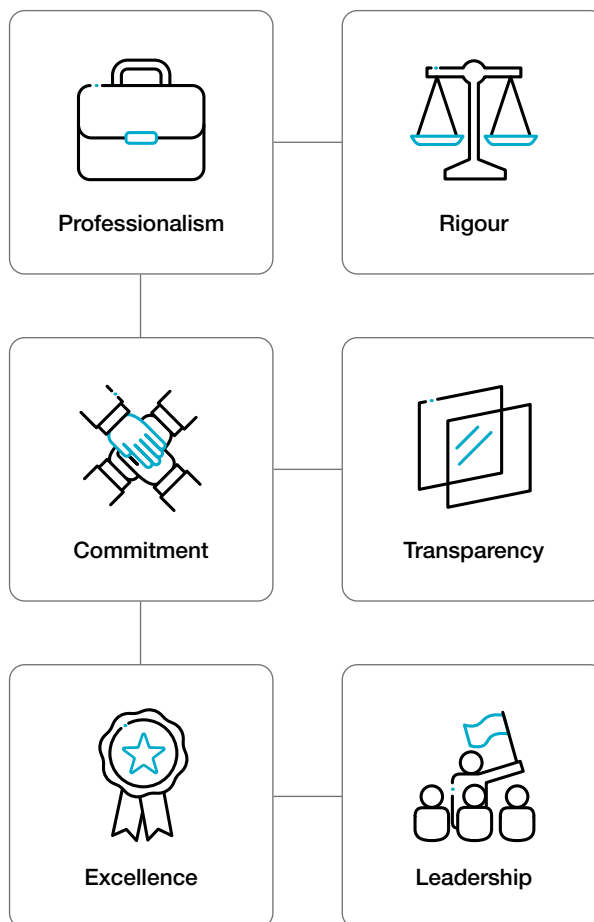 Professionalism
Rigour
Commitment
Transparency
Excellence
Leadership